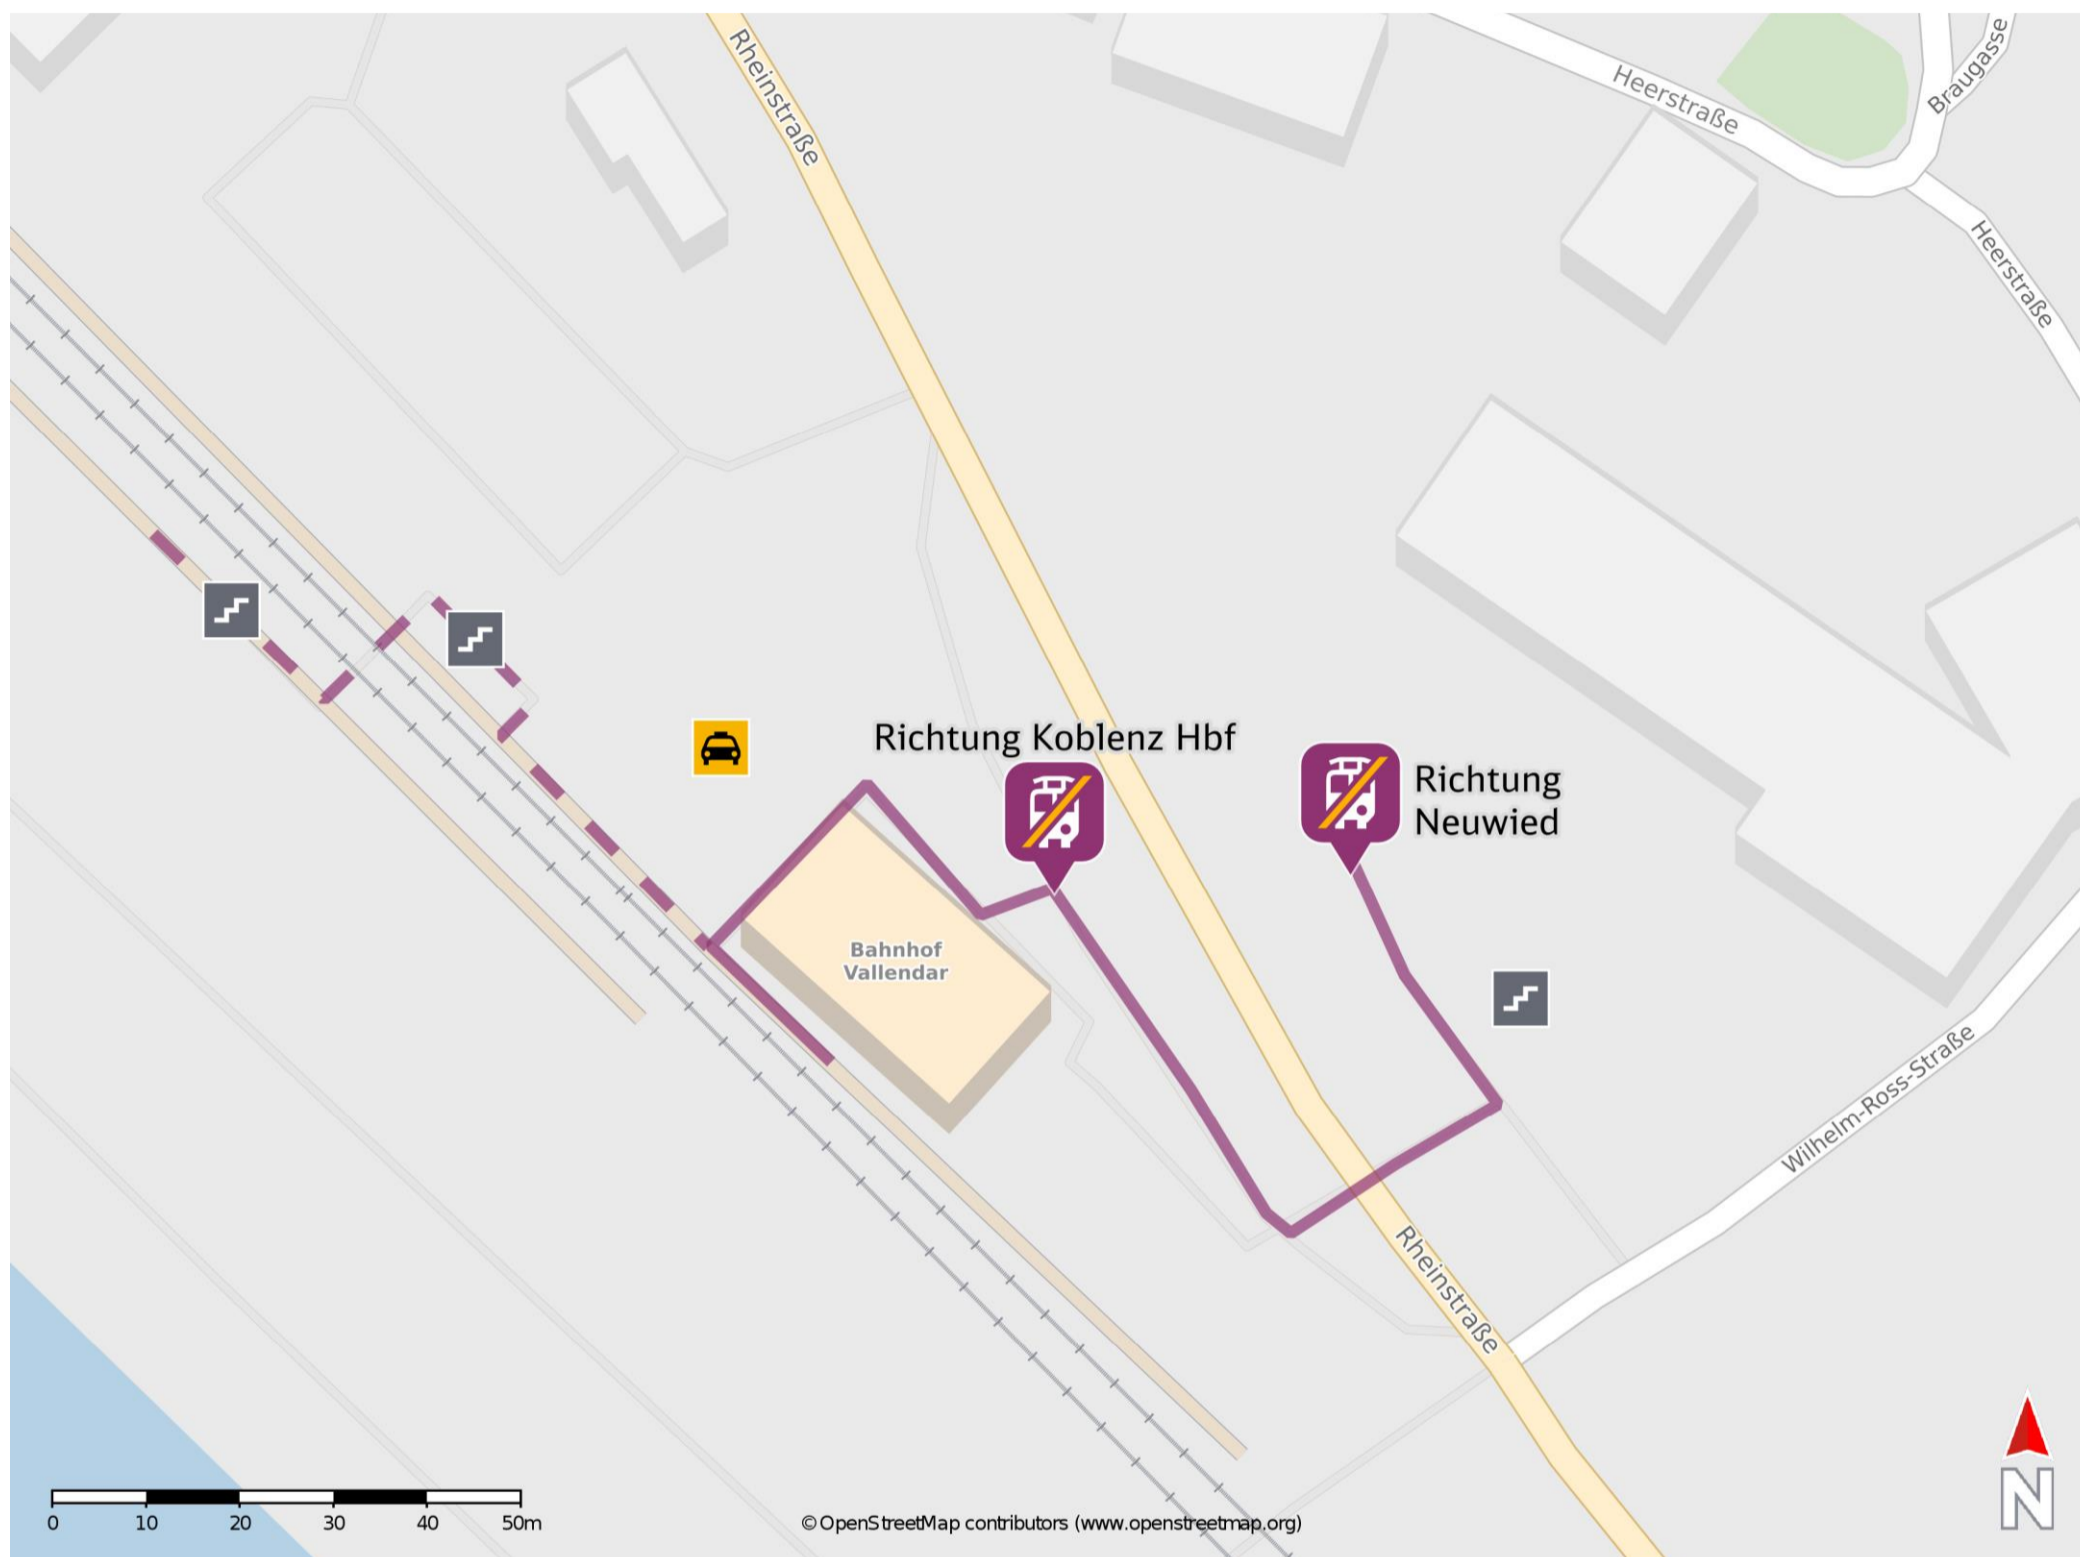 Rheinstraße
Heerstraße
Braugasse
Heerstraße
Richtung Koblenz Hbf
Richtung
Neuwied
Bahnhof
Vallendar
Wilhelm-Ross-Straße
Rheinstraße
0 10 20 30 40 50m
© OpenStreetMap contributors (www.openstreetmap.org)
N